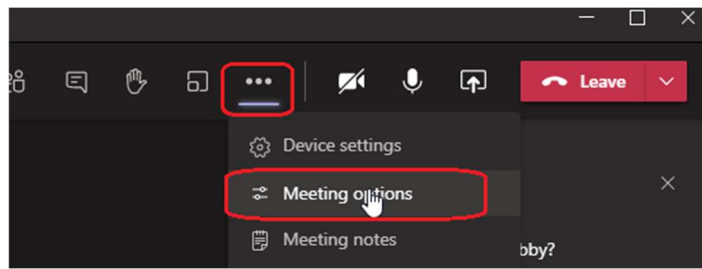 Leave
Device settings
Meeting options
Meeting notes
bby?